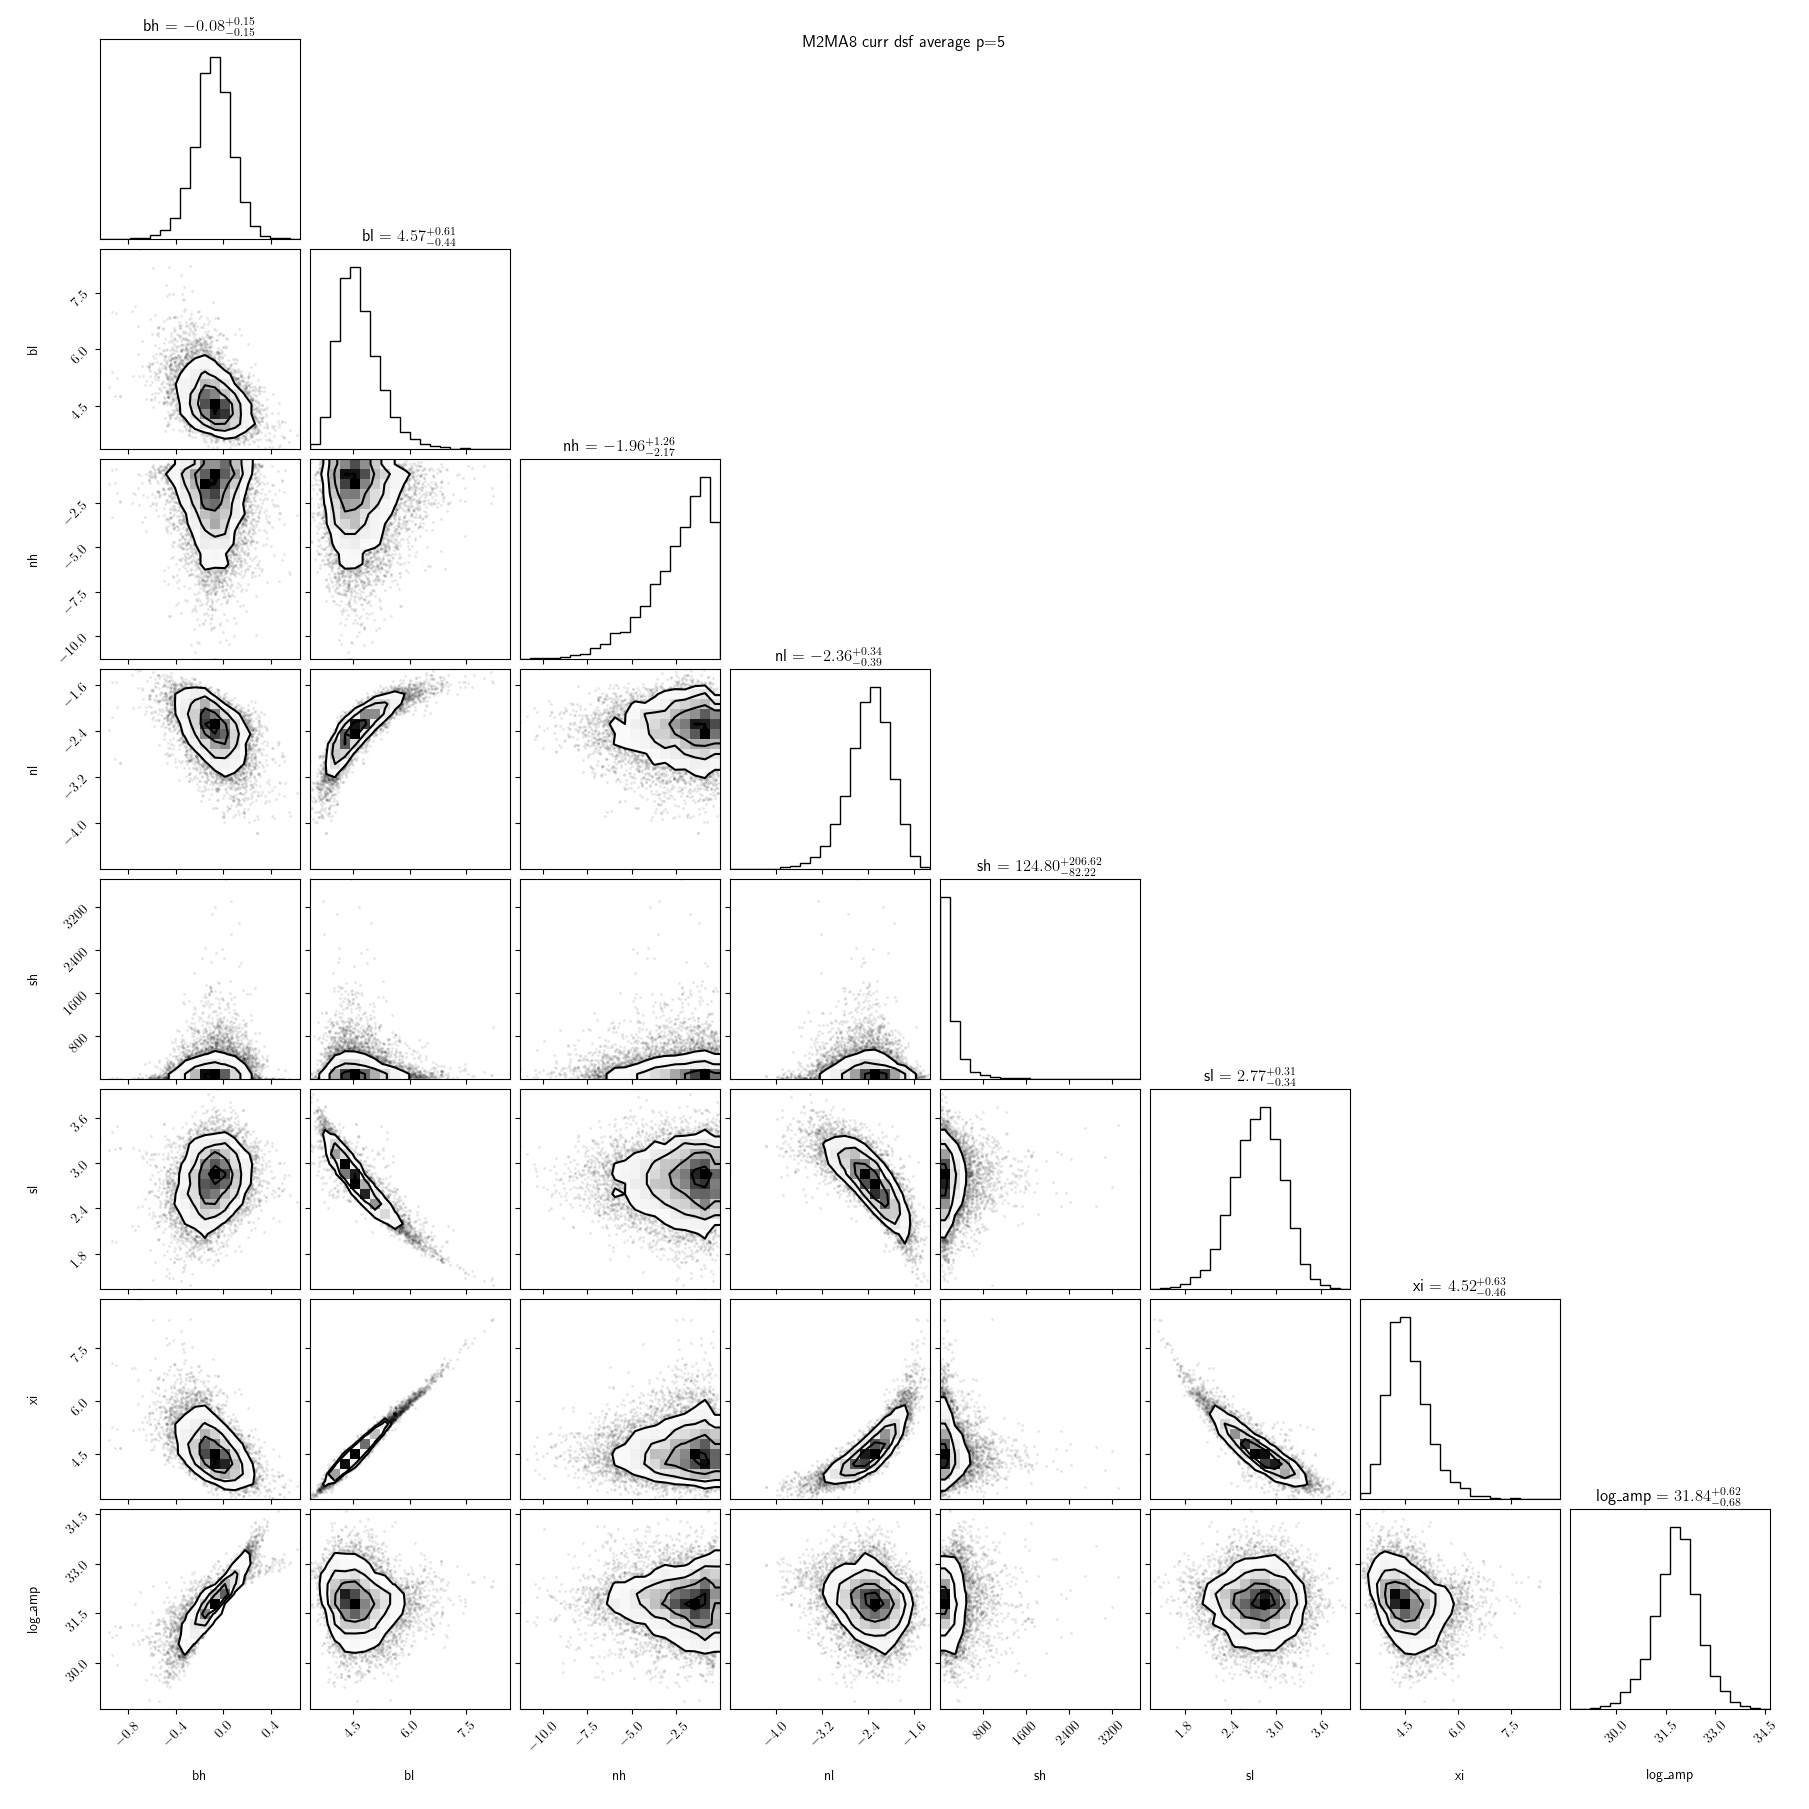 M2MA8 curr dsf average p=5
bh = −0.08+0.15−0.15
bl = 4.57+0.61−0.44
bl
7.5
6.0
4.5
nh = −1.96+1.26−2.17
nh
−2.5
−5.0
−7.5
−10.0
nl = −2.36+0.34−0.39
nl
−1.6
−2.4
−3.2
−4.0
sh = 124.80+206.62−82.22
sh
3200
2400
1600
800
sl = 2.77+0.31−0.34
sl
3.6
3.0
2.4
1.8
xi = 4.52+0.63−0.46
xi
7.5
6.0
4.5
log_amp = 31.84+0.62−0.68
log_amp
34.5
33.0
31.5
30.0
−0.8 −0.4 0.0 0.4 4.5 6.0 7.5 −10.0 −7.5 −5.0 −2.5 −4.0 −3.2 −2.4 −1.6 800 1600 2400 3200 1.8 2.4 3.0 3.6 4.5 6.0 7.5 30.0 31.5 33.0 34.5
bh bl nh nl sh sl xi log_amp